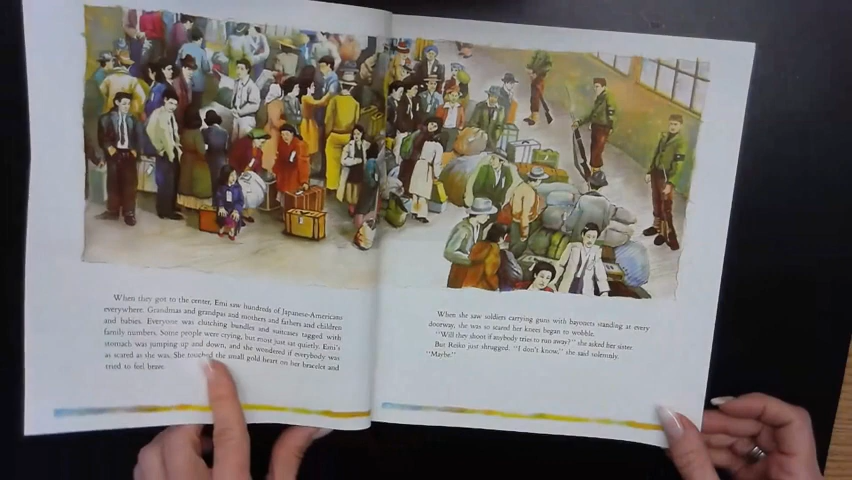 When they got to the center, Emi saw hundreds of Japanese-Americans
everywhere. Grandmas and grandpas and mothers and fathers and children
and babies. Everyone was clutching bundles and suitcases tagged with
family numbers. Some people were crying, but most just sat quietly. Emi's
stomach was jumping up and down, and she wondered if everybody was
as scared as she was. She touched the small gold heart on her bracelet and
tried to feel brave.
When she saw soldiers carrying guns with bayonets standing at every
doorway, she was so scared her knees began to wobble.
"Will they shoot if anybody tries to run away?" she asked her sister.
But Reiko just shrugged. "I don't know," she said solemnly.
"Maybe."